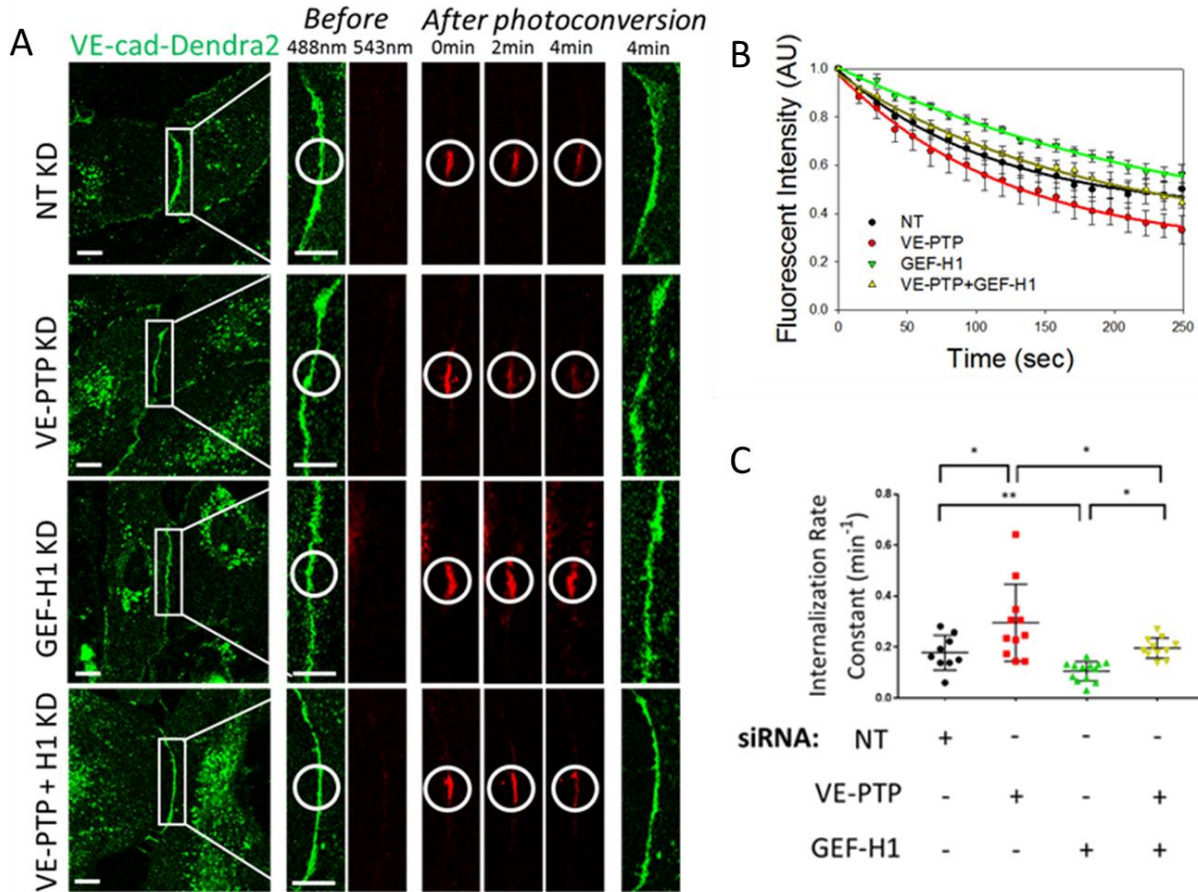 A
VE-cad-Dendra2
Before
After photoconversion
488nm 543nm
0min 2min 4min 4min
NT KD
VE-PTP KD
GEF-H1 KD
VE-PTP + H1 KD
B
Fluorescent Intensity (AU)
1.0
0.8
0.6
0.4
0.2
0.0
NT
VE-PTP
GEF-H1
VE-PTP+GEF-H1
0 50 100 150 200 250
Time (sec)
C
* *
** *
Internalization Rate
Constant (min⁻¹)
0.8
0.6
0.4
0.2
0.0
siRNA: NT + - - -
VE-PTP - + - +
GEF-H1 - - + +